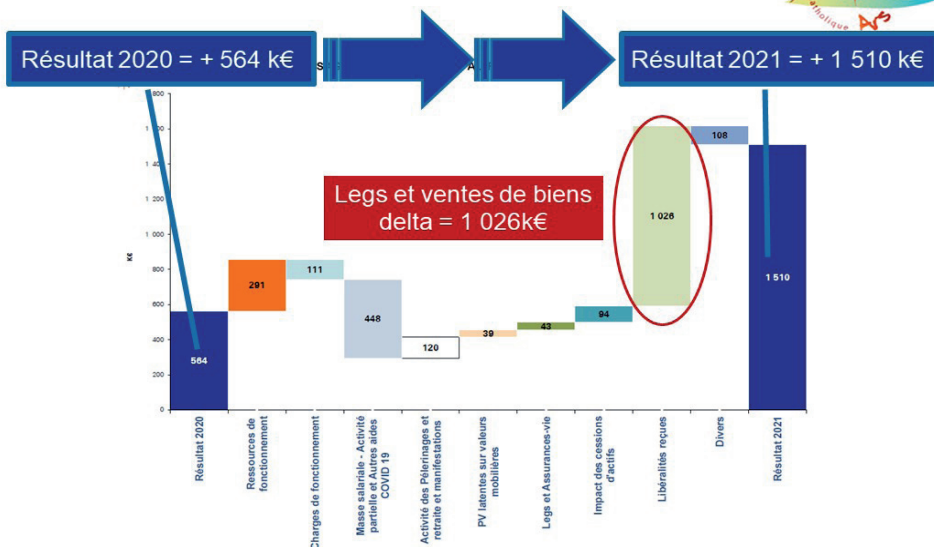 tholique
Résultat 2020 = + 564 k€
Résultat 2021 = + 1 510 k€
Legs et ventes de biens
delta = 1 026k€
K€
800
1 000
800
600
400
200
0
564
291
111
448
120
39
43
94
1 026
108
1 510
Résultat 2020
Ressources de
fonctionnement
Charges de fonctionnement
Masse salariale - Activité
partielle et Autres aides
COVID 19
Activité des Pèlerinages et
retraite et manifestations
PV latentes sur valeurs
mobilières
Legs et Assurances-vie
Impact des cessions
d'actifs
Libéralités reçues
Divers
Résultat 2021